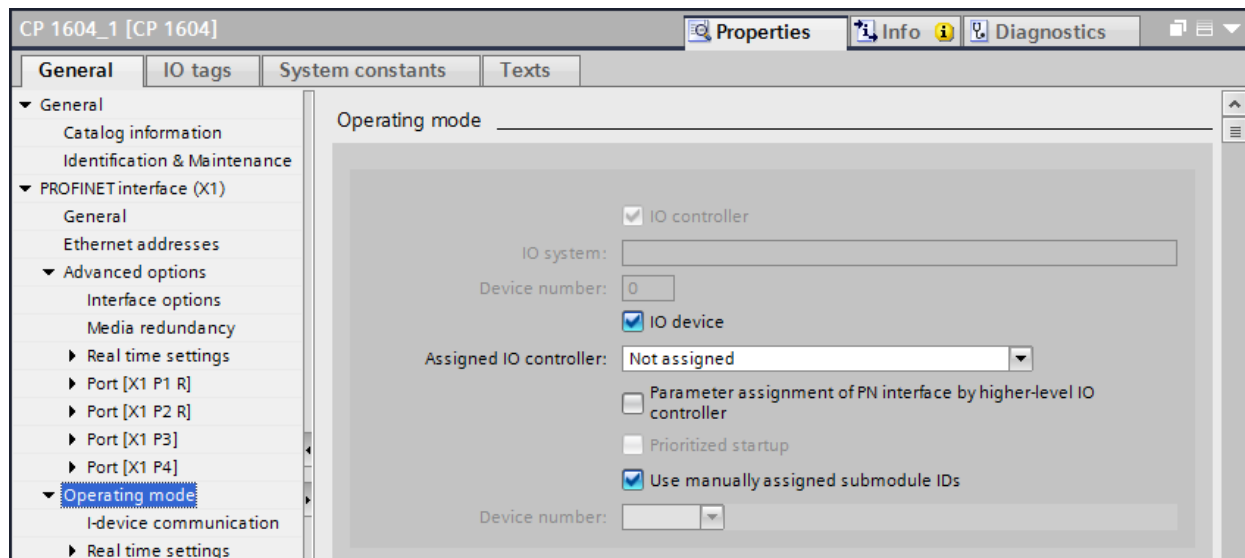 CP 1604_1 [CP 1604]
Properties
Info
Diagnostics
General
IO tags
System constants
Texts
General
Catalog information
Identification & Maintenance
PROFINET interface (X1)
General
Ethernet addresses
Advanced options
Interface options
Media redundancy
Real time settings
Port [X1 P1 R]
Port [X1 P2 R]
Port [X1 P3]
Port [X1 P4]
Operating mode
I-device communication
Real time settings
Operating mode
IO controller
IO system:
Device number: 0
IO device
Assigned IO controller: Not assigned
Parameter assignment of PN interface by higher-level IO
controller
Prioritized startup
Use manually assigned submodule IDs
Device number: